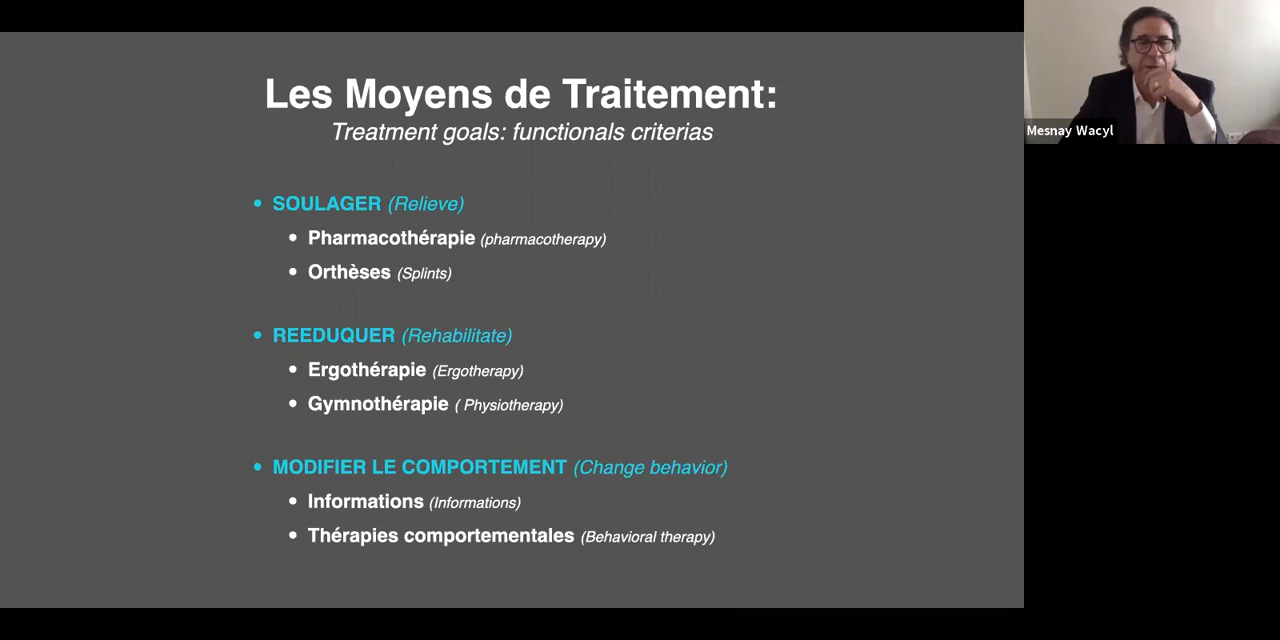 Les Moyens de Traitement:
Treatment goals: functionals criterias
• SOULAGER (Relieve)
• Pharmacothérapie (pharmacotherapy)
• Orthèses (Splints)
• REEDUQUER (Rehabilitate)
• Ergothérapie (Ergotherapy)
• Gymnothérapie ( Physiotherapy)
• MODIFIER LE COMPORTEMENT (Change behavior)
• Informations (Informations)
• Thérapies comportementales (Behavioral therapy)
Mesnay Wacyl